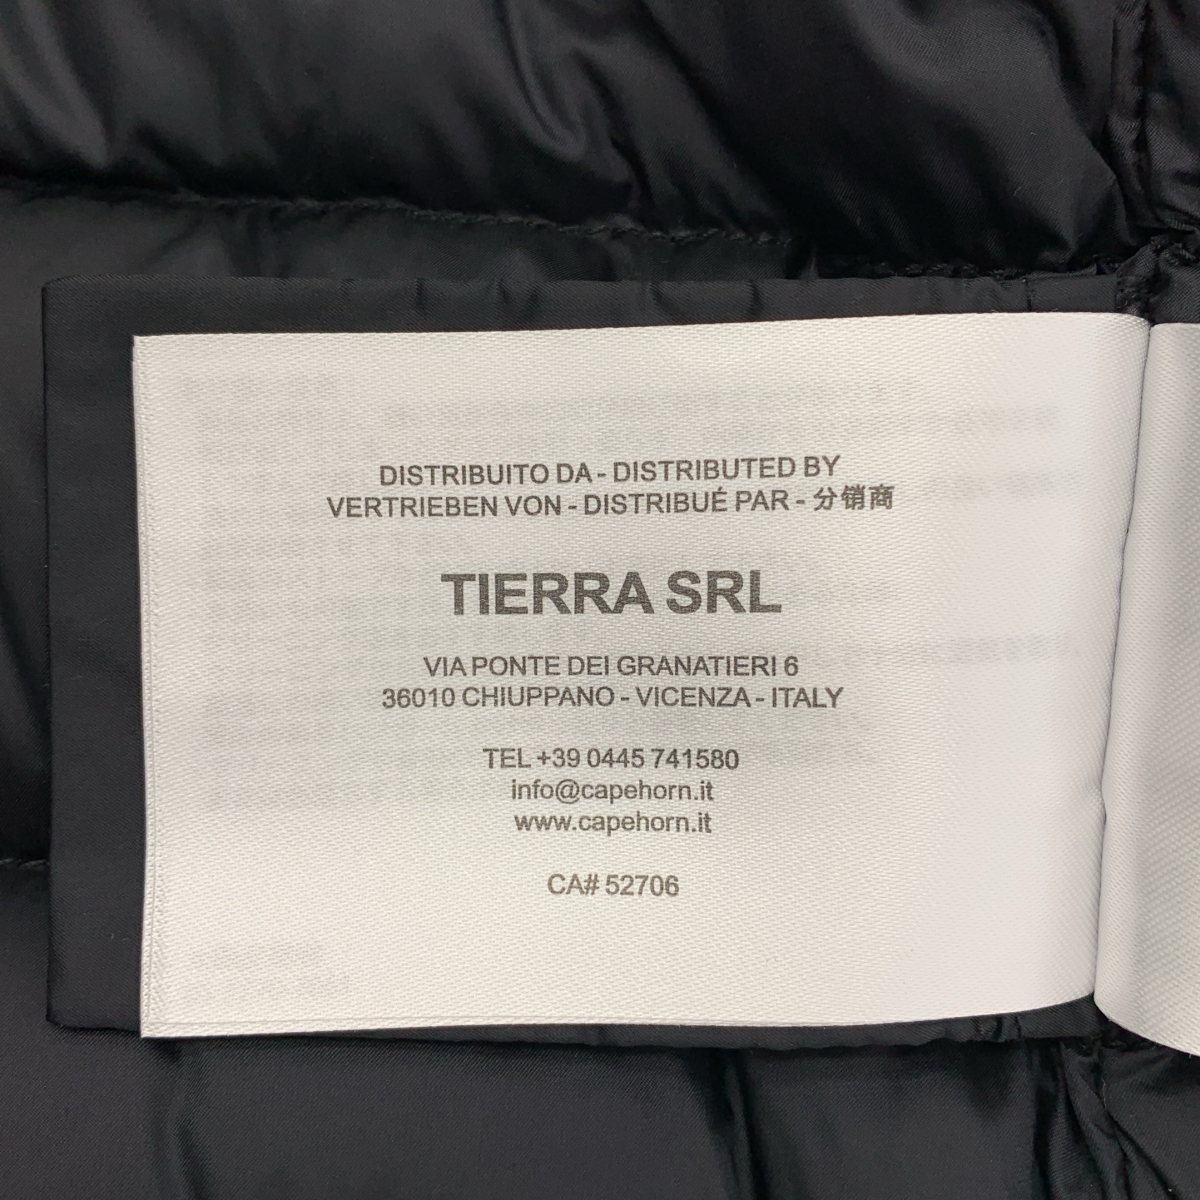 DISTRIBUITO DA - DISTRIBUTED BY
VERTRIEBEN VON - DISTRIBUÉ PAR - 分销商
TIERRA SRL
VIA PONTE DEI GRANATIERI 6
36010 CHIUPPANO - VICENZA - ITALY
TEL +39 0445 741580
info@capehorn.it
www.capehorn.it
CA# 52706